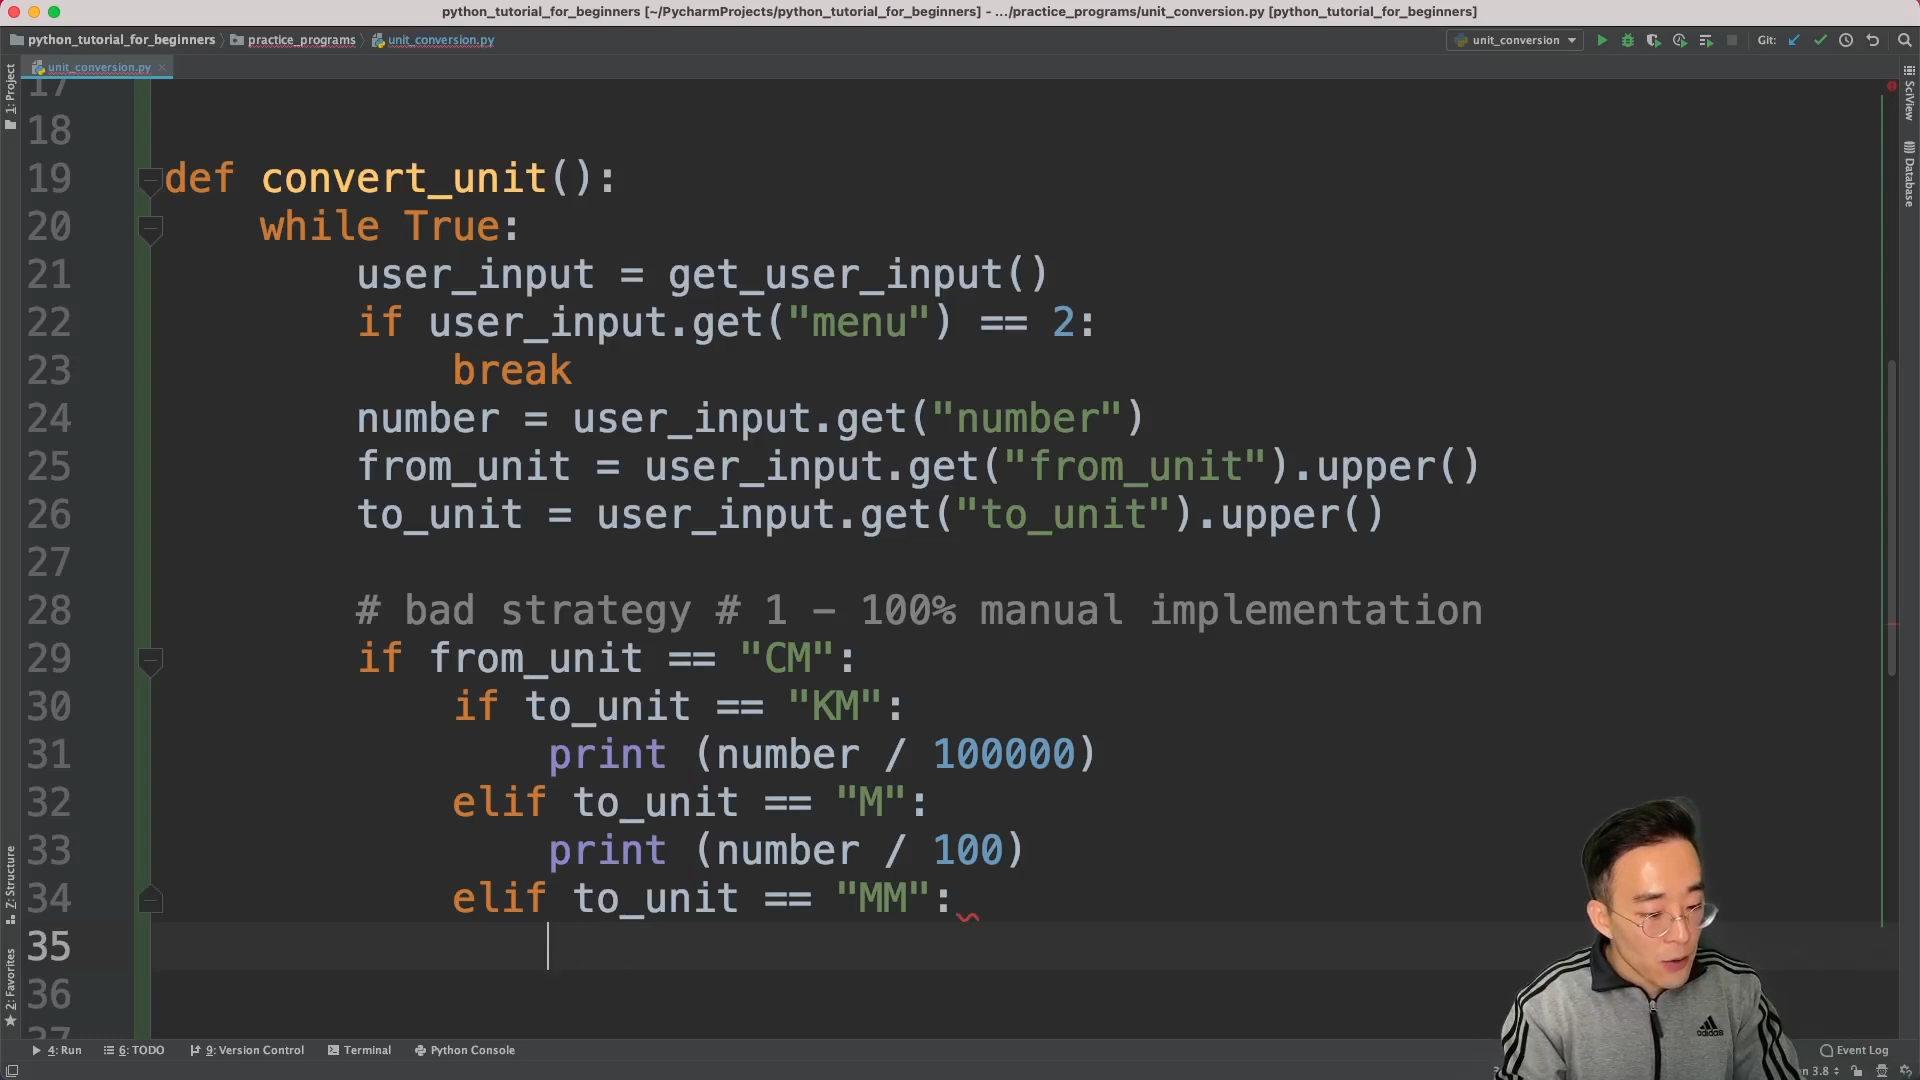 python_tutorial_for_beginners [~/PycharmProjects/python_tutorial_for_beginners] - .../practice_programs/unit_conversion.py [python_tutorial_for_beginners]
python_tutorial_for_beginners practice_programs unit_conversion.py
unit_conversion Git:
unit_conversion.py
1: Project
SciView
Database
17
18
19 def convert_unit():
20 while True:
21 user_input = get_user_input()
22 if user_input.get("menu") == 2:
23 break
24 number = user_input.get("number")
25 from_unit = user_input.get("from_unit").upper()
26 to_unit = user_input.get("to_unit").upper()
27
28 # bad strategy # 1 - 100% manual implementation
29 if from_unit == "CM":
30 if to_unit == "KM":
31 print (number / 100000)
32 elif to_unit == "M":
33 print (number / 100)
34 elif to_unit == "MM":
35
36
37
Z: Structure
2: Favorites
adidas
4: Run 6: TODO 9: Version Control Terminal Python Console Event Log
3.8